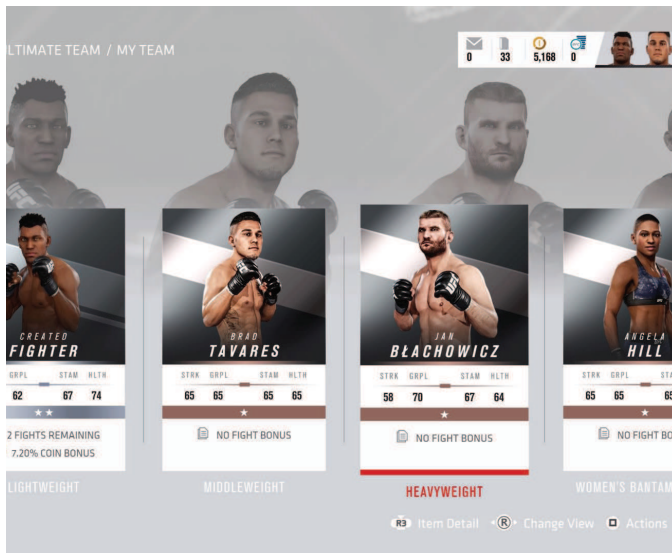 LTIMATE TEAM / MY TEAM
0 33 5,168 0
CREATED
FIGHTER
GRPL STAM HLTH
62 67 74
★★
2 FIGHTS REMAINING
7.20% COIN BONUS
LIGHTWEIGHT
BRAD
TAVARES
STRK GRPL STAM HLTH
65 65 65 65
★
NO FIGHT BONUS
MIDDLEWEIGHT
JAN
BŁACHOWICZ
STRK GRPL STAM HLTH
58 70 67 64
★
NO FIGHT BONUS
HEAVYWEIGHT
ANGELA
HILL
STRK GRPL ST
65 65 65
★
NO FIGHT BO
WOMEN'S BANTAM
R3 Item Detail R Change View Actions